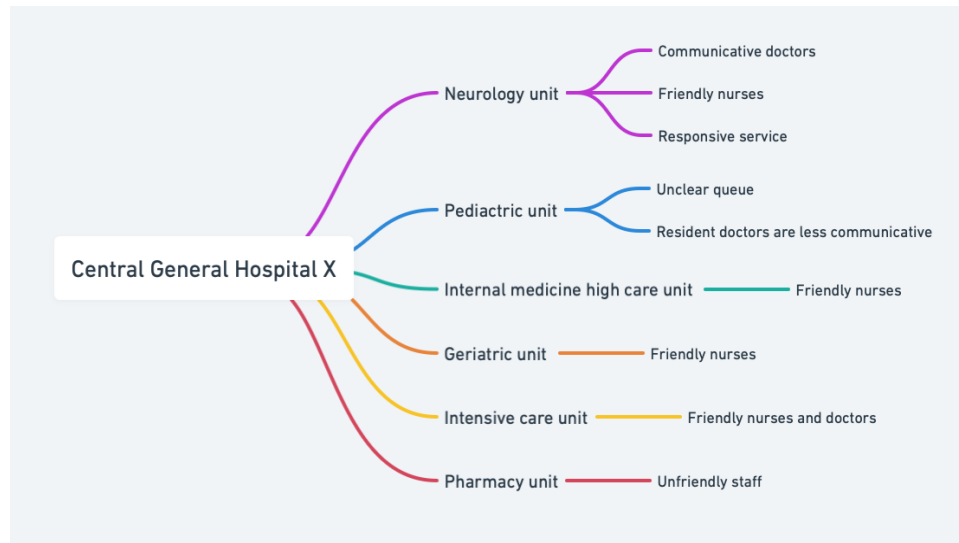 Central General Hospital X
Neurology unit
Communicative doctors
Friendly nurses
Responsive service
Pediactric unit
Unclear queue
Resident doctors are less communicative
Internal medicine high care unit
Friendly nurses
Geriatric unit
Friendly nurses
Intensive care unit
Friendly nurses and doctors
Pharmacy unit
Unfriendly staff